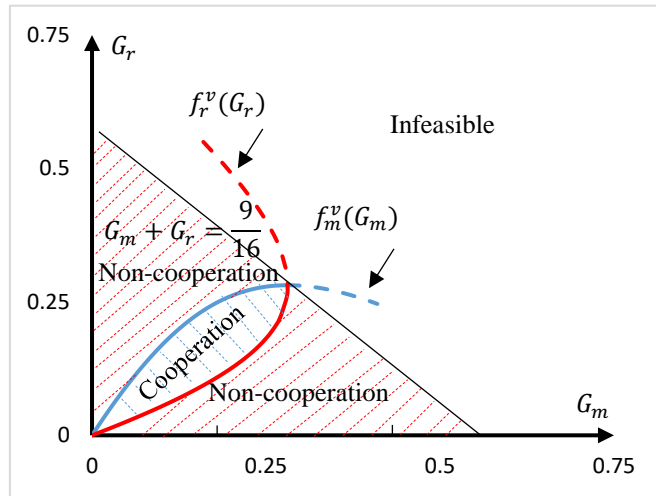 0.75
G_r
f_r^v(G_r)
Infeasible
0.5
f_m^v(G_m)
G_m + G_r = 9/16
Non-cooperation
0.25
Cooperation
Non-cooperation
G_m
0
0
0.25
0.5
0.75